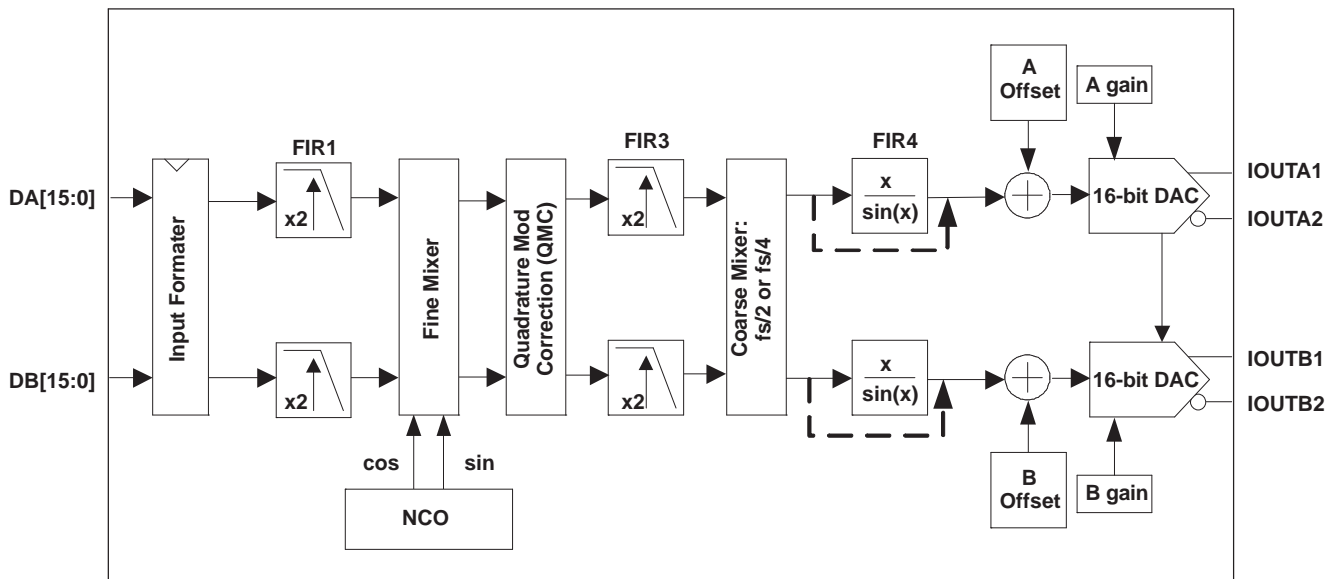 A
Offset
A gain
FIR1
FIR3
FIR4
DA[15:0]
Input Formater
x2
Fine Mixer
Quadrature Mod
Correction (QMC)
x2
Coarse Mixer:
fs/2 or fs/4
x
sin(x)
16-bit DAC
IOUTA1
IOUTA2
DB[15:0]
x2
x2
x
sin(x)
16-bit DAC
IOUTB1
IOUTB2
cos
sin
NCO
B
Offset
B gain